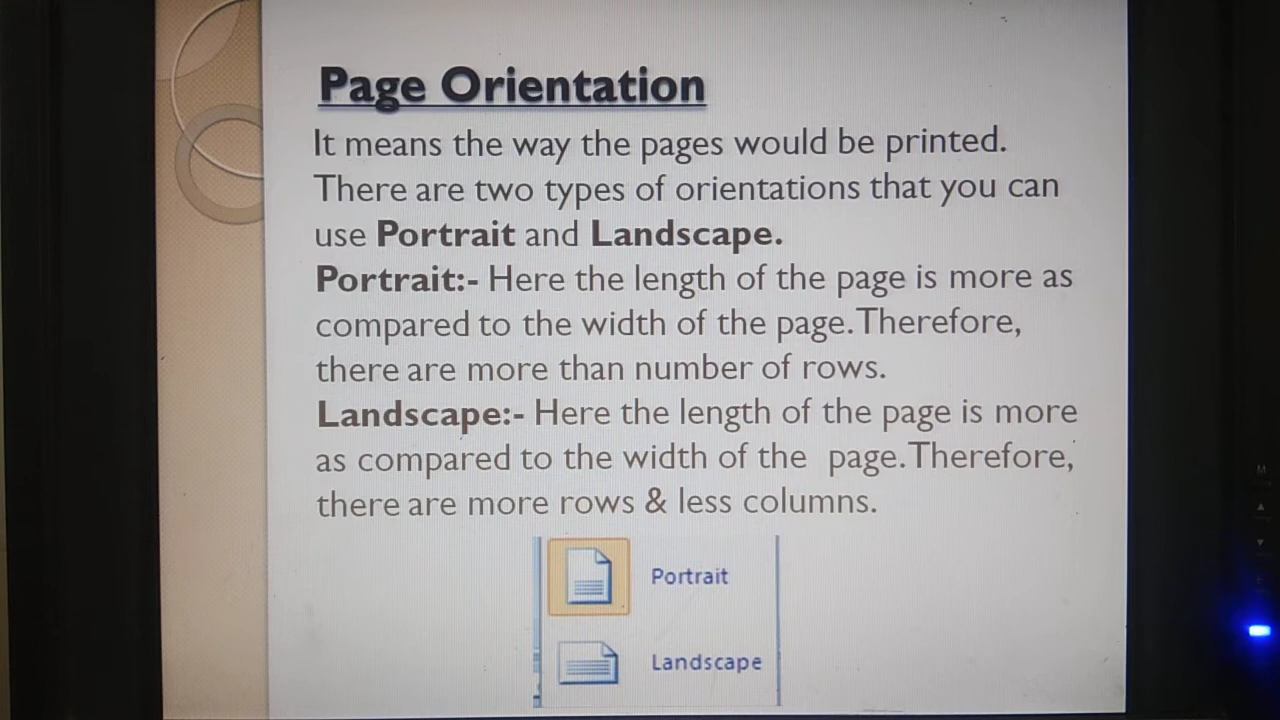 Page Orientation
It means the way the pages would be printed.
There are two types of orientations that you can
use Portrait and Landscape.
Portrait:- Here the length of the page is more as
compared to the width of the page. Therefore,
there are more than number of rows.
Landscape:- Here the length of the page is more
as compared to the width of the page. Therefore,
there are more rows & less columns.
Portrait
Landscape
M